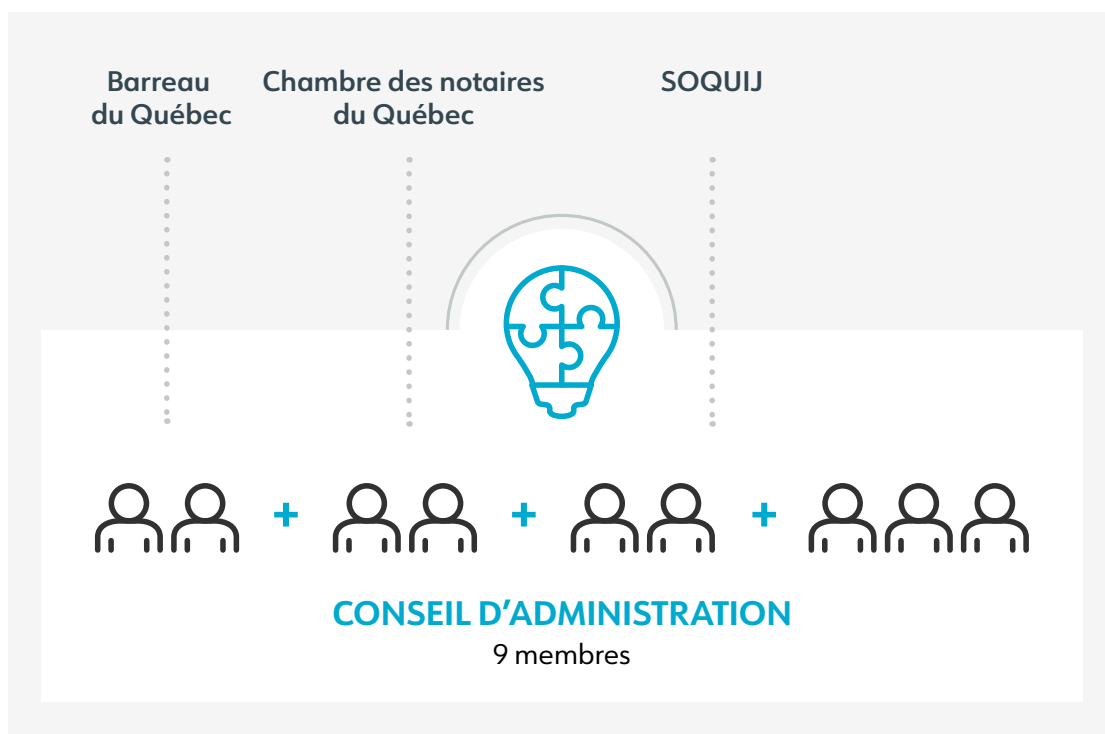 Barreau
du Québec
Chambre des notaires
du Québec
SOQUIJ
+ + +
CONSEIL D’ADMINISTRATION
9 membres